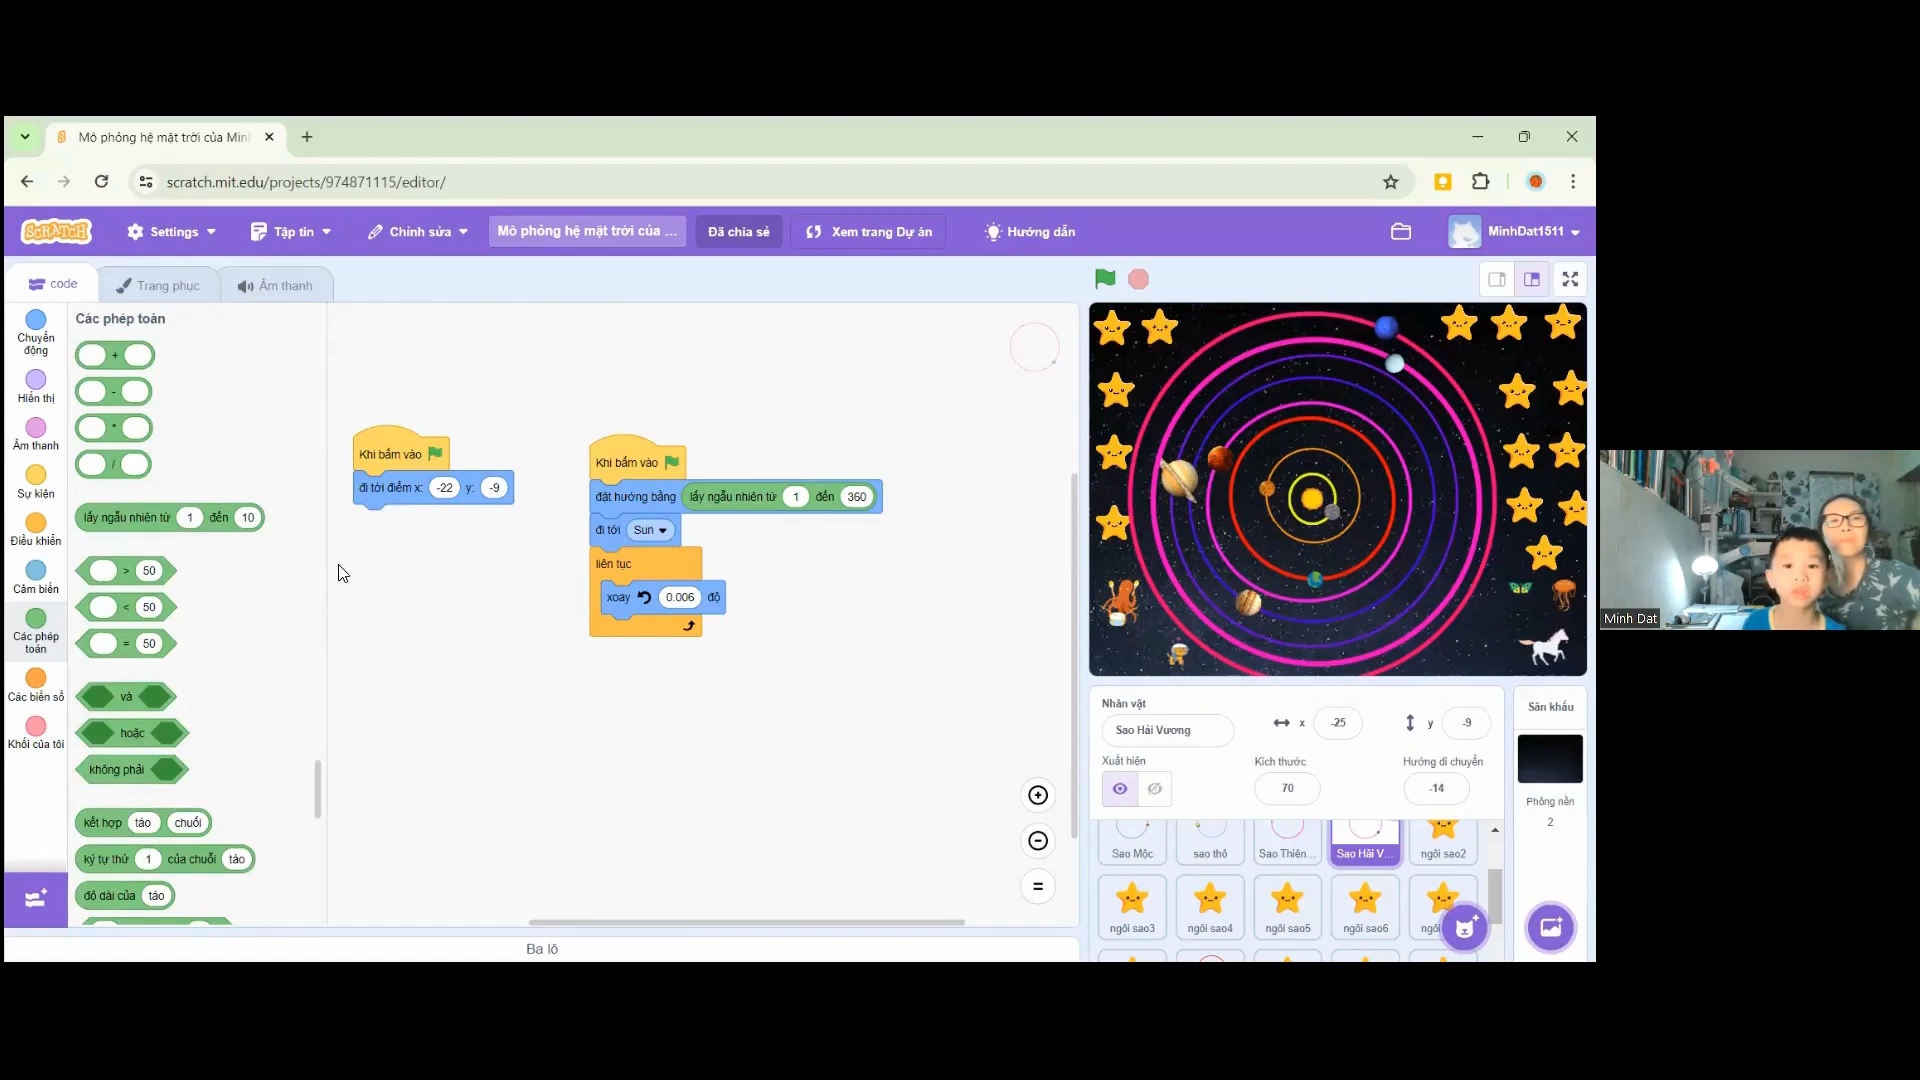 Mô phỏng hệ mặt trời của Min
scratch.mit.edu/projects/974871115/editor/
SCRATCH
Settings
Tập tin
Chỉnh sửa
Mô phỏng hệ mặt trời của ...
Đã chia sẻ
Xem trang Dự án
Hướng dẫn
MinhDat1511
code
Trang phục
Âm thanh
Chuyển động
Hiển thị
Âm thanh
Sự kiện
Điều khiển
Cảm biến
Các phép toán
Các biến số
Khối của tôi
Các phép toán
+
-
*
/
lấy ngẫu nhiên từ 1 đến 10
> 50
< 50
= 50
và
hoặc
không phải
kết hợp táo chuối
ký tự thứ 1 của chuỗi táo
độ dài của táo
Khi bấm vào
đi tới điểm x: -22 y: -9
Khi bấm vào
đặt hướng bằng lấy ngẫu nhiên từ 1 đến 360
đi tới Sun
liên tục
xoay 0.006 độ
Ba lô
Nhân vật
Sao Hải Vương
x -25
y -9
Xuất hiện
Kích thước
70
Hướng di chuyển
-14
Sao Mộc
sao thổ
Sao Thiên...
Sao Hải V...
ngôi sao2
ngôi sao3
ngôi sao4
ngôi sao5
ngôi sao6
ngôi
Sân khấu
Phông nền
2
Minh Dat